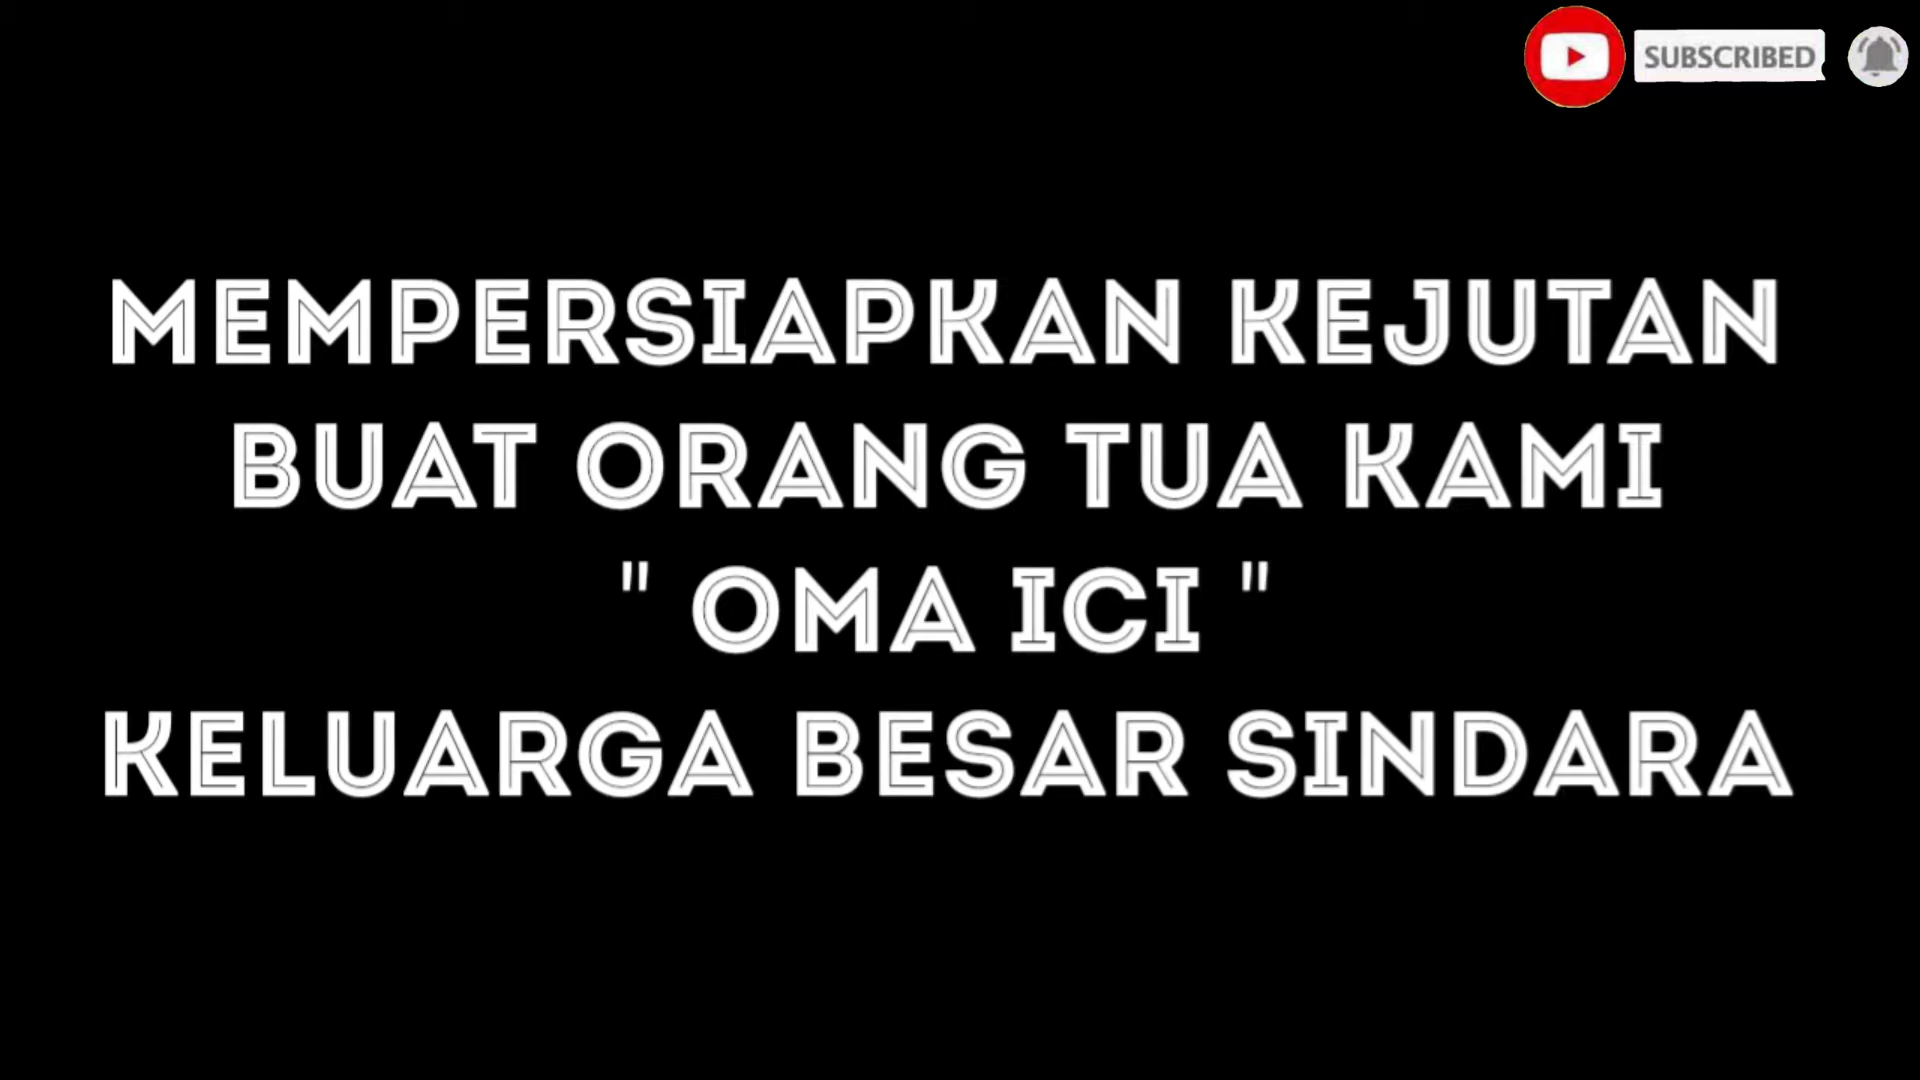 SUBSCRIBED
MEMPERSIAPKAN KEJUTAN
BUAT ORANG TUA KAMI
" OMA ICI "
KELUARGA BESAR SINDARA